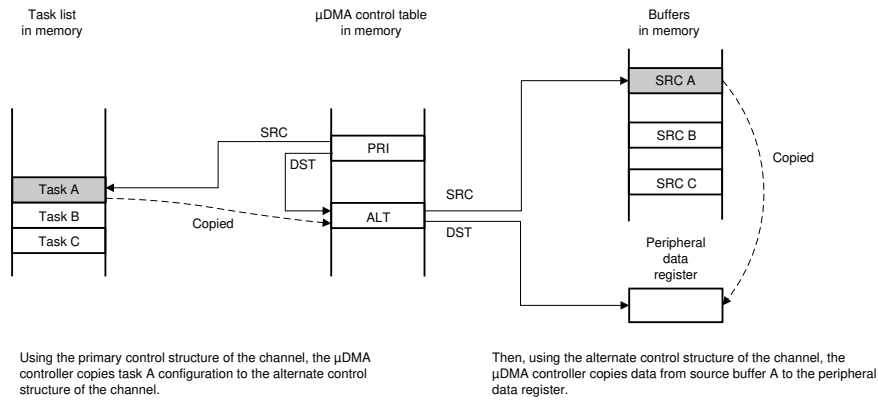 Task list
in memory
µDMA control table
in memory
Buffers
in memory
SRC A
SRC
PRI
SRC B
DST
Copied
Task A
SRC C
SRC
Task B
Copied
ALT
DST
Task C
Peripheral
data
register
Using the primary control structure of the channel, the µDMA
controller copies task A configuration to the alternate control
structure of the channel.
Then, using the alternate control structure of the channel, the
µDMA controller copies data from source buffer A to the peripheral
data register.